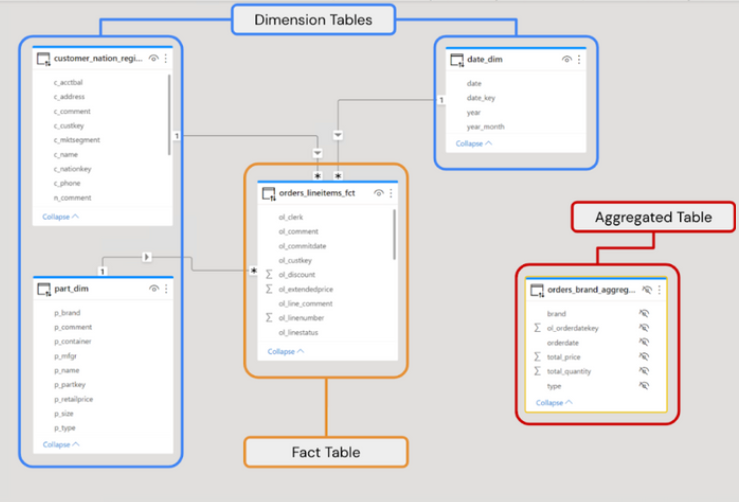 Dimension Tables
customer_nation_regi...
c_acctbal
c_address
c_comment
c_custkey
c_mktsegment
c_name
c_nationkey
c_phone
n_comment
Collapse
date_dim
date
date_key
year
year_month
Collapse
1
1
*
*
orders_lineitems_fct
ol_clerk
ol_comment
ol_commitdate
ol_custkey
Σ ol_discount
Σ ol_extendedprice
ol_line_comment
Σ ol_linenumber
ol_linestatus
Collapse
1
*
part_dim
p_brand
p_comment
p_container
p_mfgr
p_name
p_partkey
p_retailprice
p_size
p_type
Collapse
Fact Table
Aggregated Table
orders_brand_aggreg...
brand
Σ ol_orderdatekey
orderdate
Σ total_price
Σ total_quantity
type
Collapse